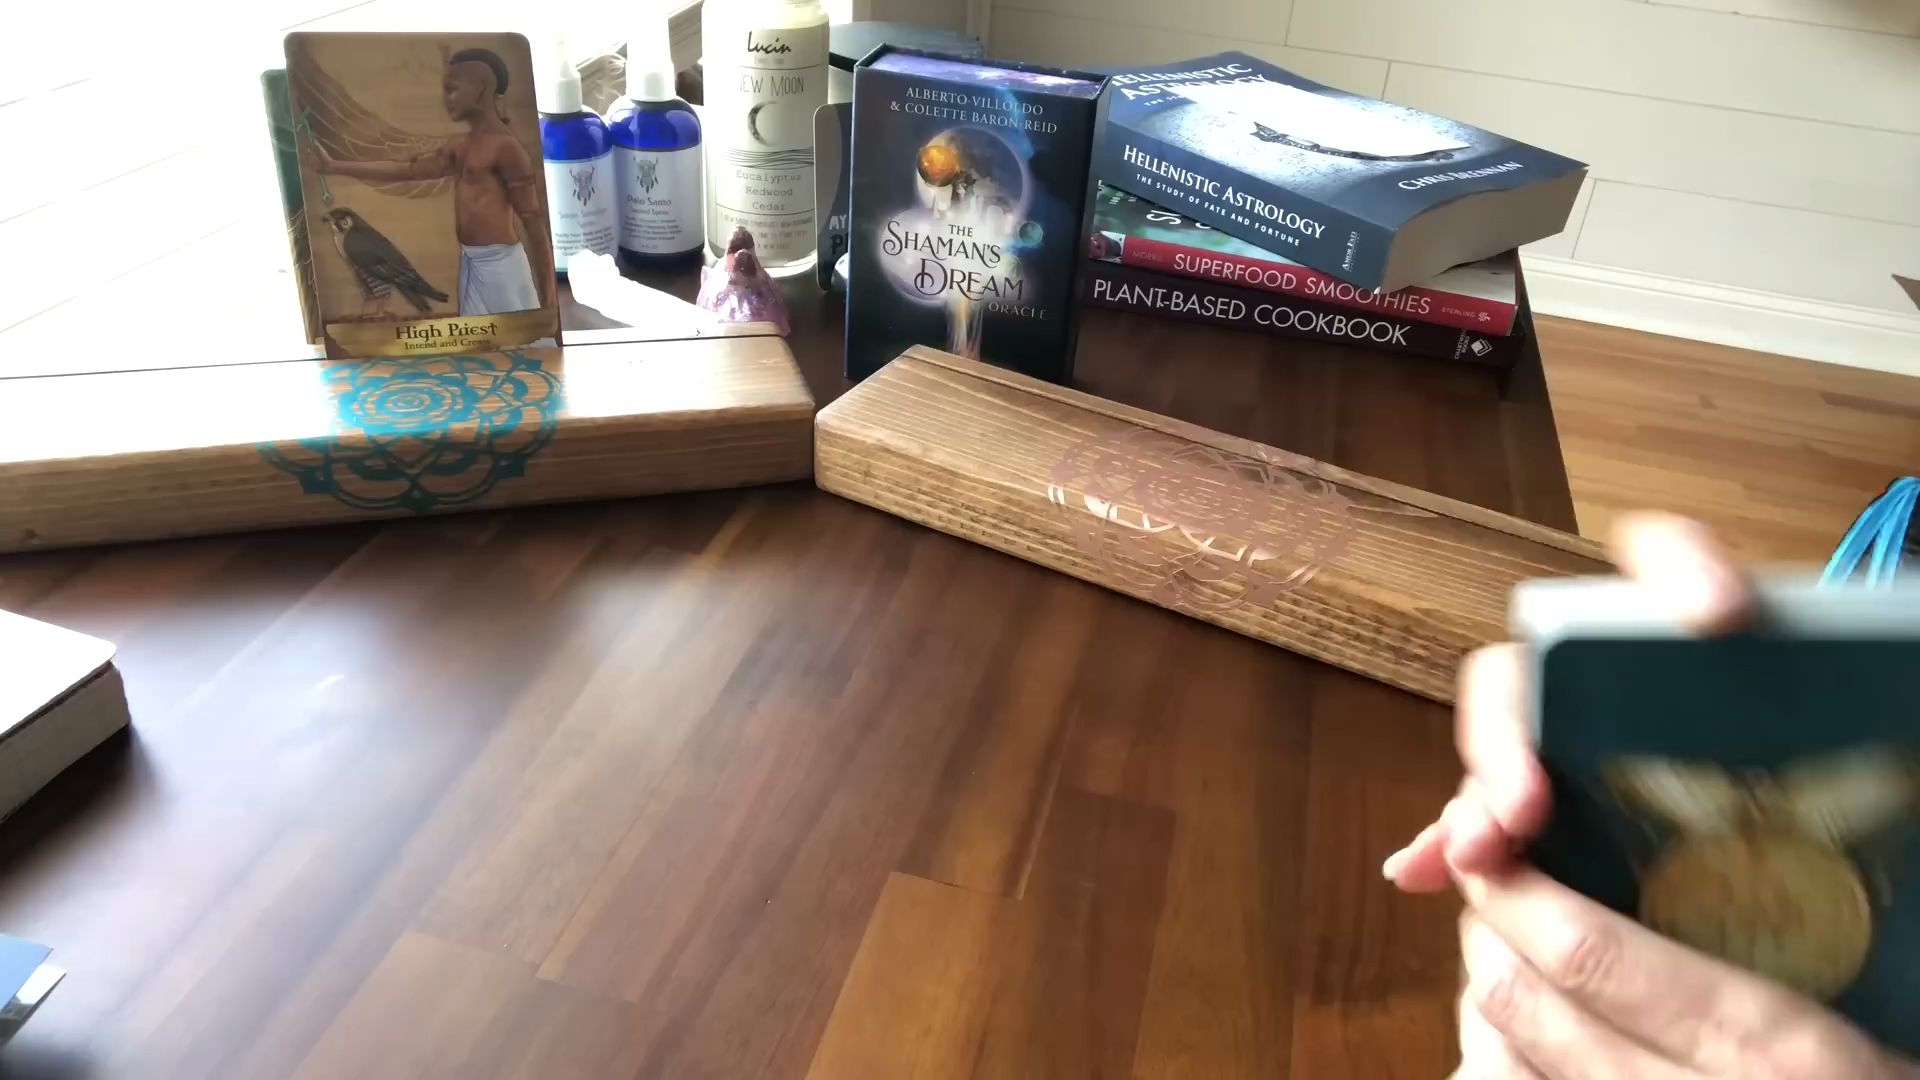 High Priest
Intend and Create
Palo Santo
Lucin
NEW MOON
Eucalyptus
Redwood
Cedar
ALBERTO VILLOLDO
& COLETTE BARON-REID
THE
SHAMAN'S
DREAM
ORACLE
HELLENISTIC
ASTROLOGY
CHRIS BRENNAN
HELLENISTIC ASTROLOGY
THE STUDY OF FATE AND FORTUNE
SUPERFOOD SMOOTHIES
STERLING
PLANT-BASED COOKBOOK